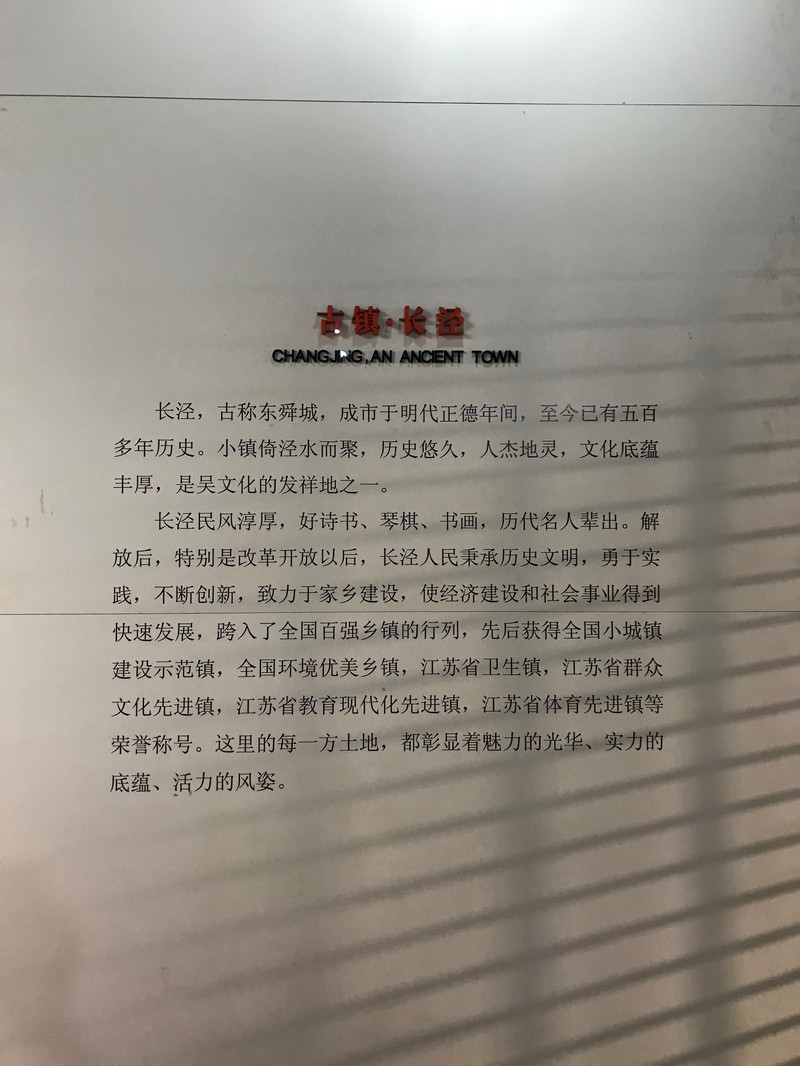 古镇·长泾
CHANGJING,AN ANCIENT TOWN
长泾，古称东舜城，成市于明代正德年间，至今已有五百
多年历史。小镇倚泾水而聚，历史悠久，人杰地灵，文化底蕴
丰厚，是吴文化的发祥地之一。
长泾民风淳厚，好诗书、琴棋、书画，历代名人辈出。解
放后，特别是改革开放以后，长泾人民秉承历史文明，勇于实
践，不断创新，致力于家乡建设，使经济建设和社会事业得到
快速发展，跨入了全国百强乡镇的行列，先后获得全国小城镇
建设示范镇，全国环境优美乡镇，江苏省卫生镇，江苏省群众
文化先进镇，江苏省教育现代化先进镇，江苏省体育先进镇等
荣誉称号。这里的每一方土地，都彰显着魅力的光华、实力的
底蕴、活力的风姿。